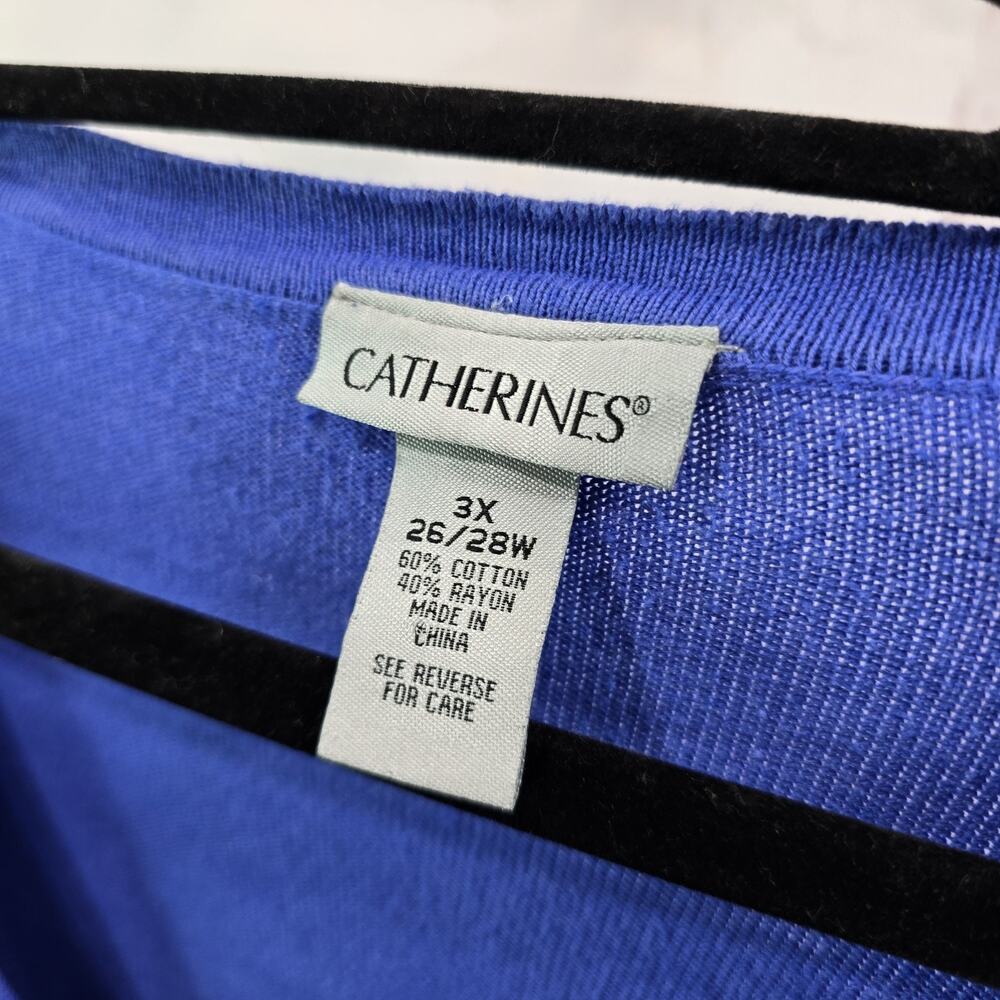 CATHERINES®
3X
26/28W
60% COTTON
40% RAYON
MADE IN
CHINA
SEE REVERSE
FOR CARE